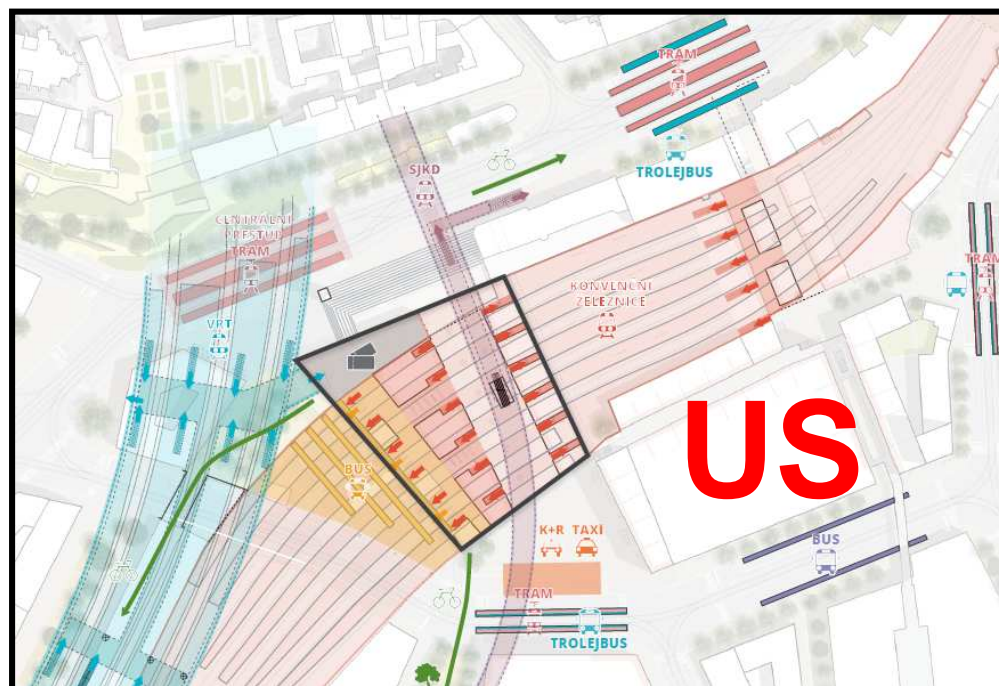 TRAM
TROLEJBUS
SJKD
CENTRÁLNÍ
PŘESTUP
TRAM
KONVENČNÍ
ŽELEZNICE
TRAM
VRT
US
BUS
K+R TAXI
BUS
TRAM
TROLEJBUS